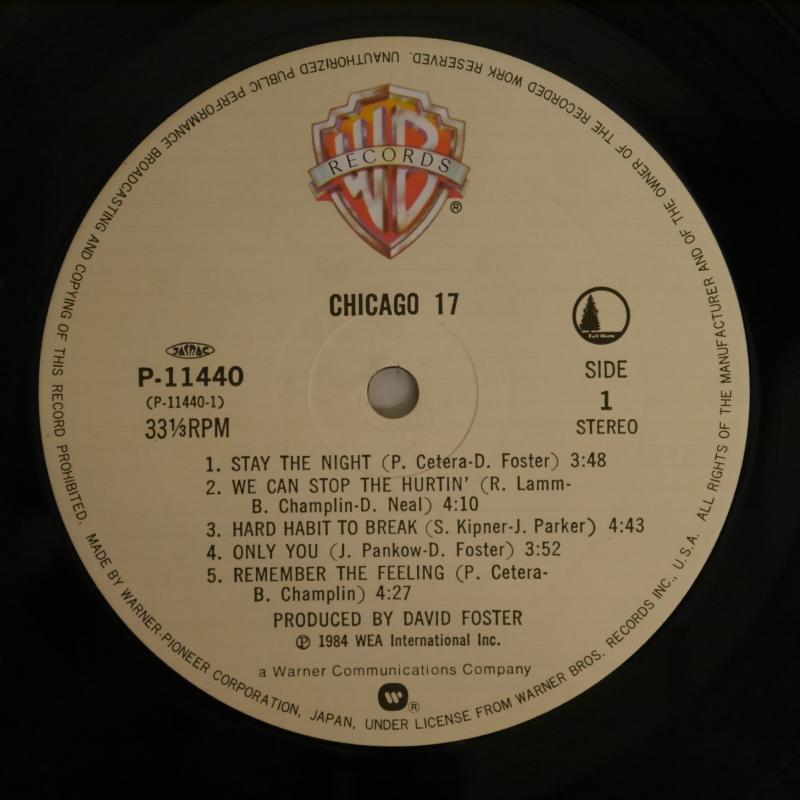 WB
RECORDS
®
CHICAGO 17
JASRAC
P-11440
(P-11440-1)
33⅓RPM
Full Moon
SIDE
1
STEREO
1. STAY THE NIGHT (P. Cetera-D. Foster) 3:48
2. WE CAN STOP THE HURTIN' (R. Lamm-
B. Champlin-D. Neal) 4:10
3. HARD HABIT TO BREAK (S. Kipner-J. Parker) 4:43
4. ONLY YOU (J. Pankow-D. Foster) 3:52
5. REMEMBER THE FEELING (P. Cetera-
B. Champlin) 4:27
PRODUCED BY DAVID FOSTER
℗ 1984 WEA International Inc.
a Warner Communications Company
®
MADE BY WARNER-PIONEER CORPORATION, JAPAN, UNDER LICENSE FROM WARNER BROS. RECORDS INC., U.S.A. ALL RIGHTS OF THE MANUFACTURER AND OF THE OWNER OF THE RECORDED WORK RESERVED. UNAUTHORIZED PUBLIC PERFORMANCE BROADCASTING AND COPYING OF THIS RECORD PROHIBITED.